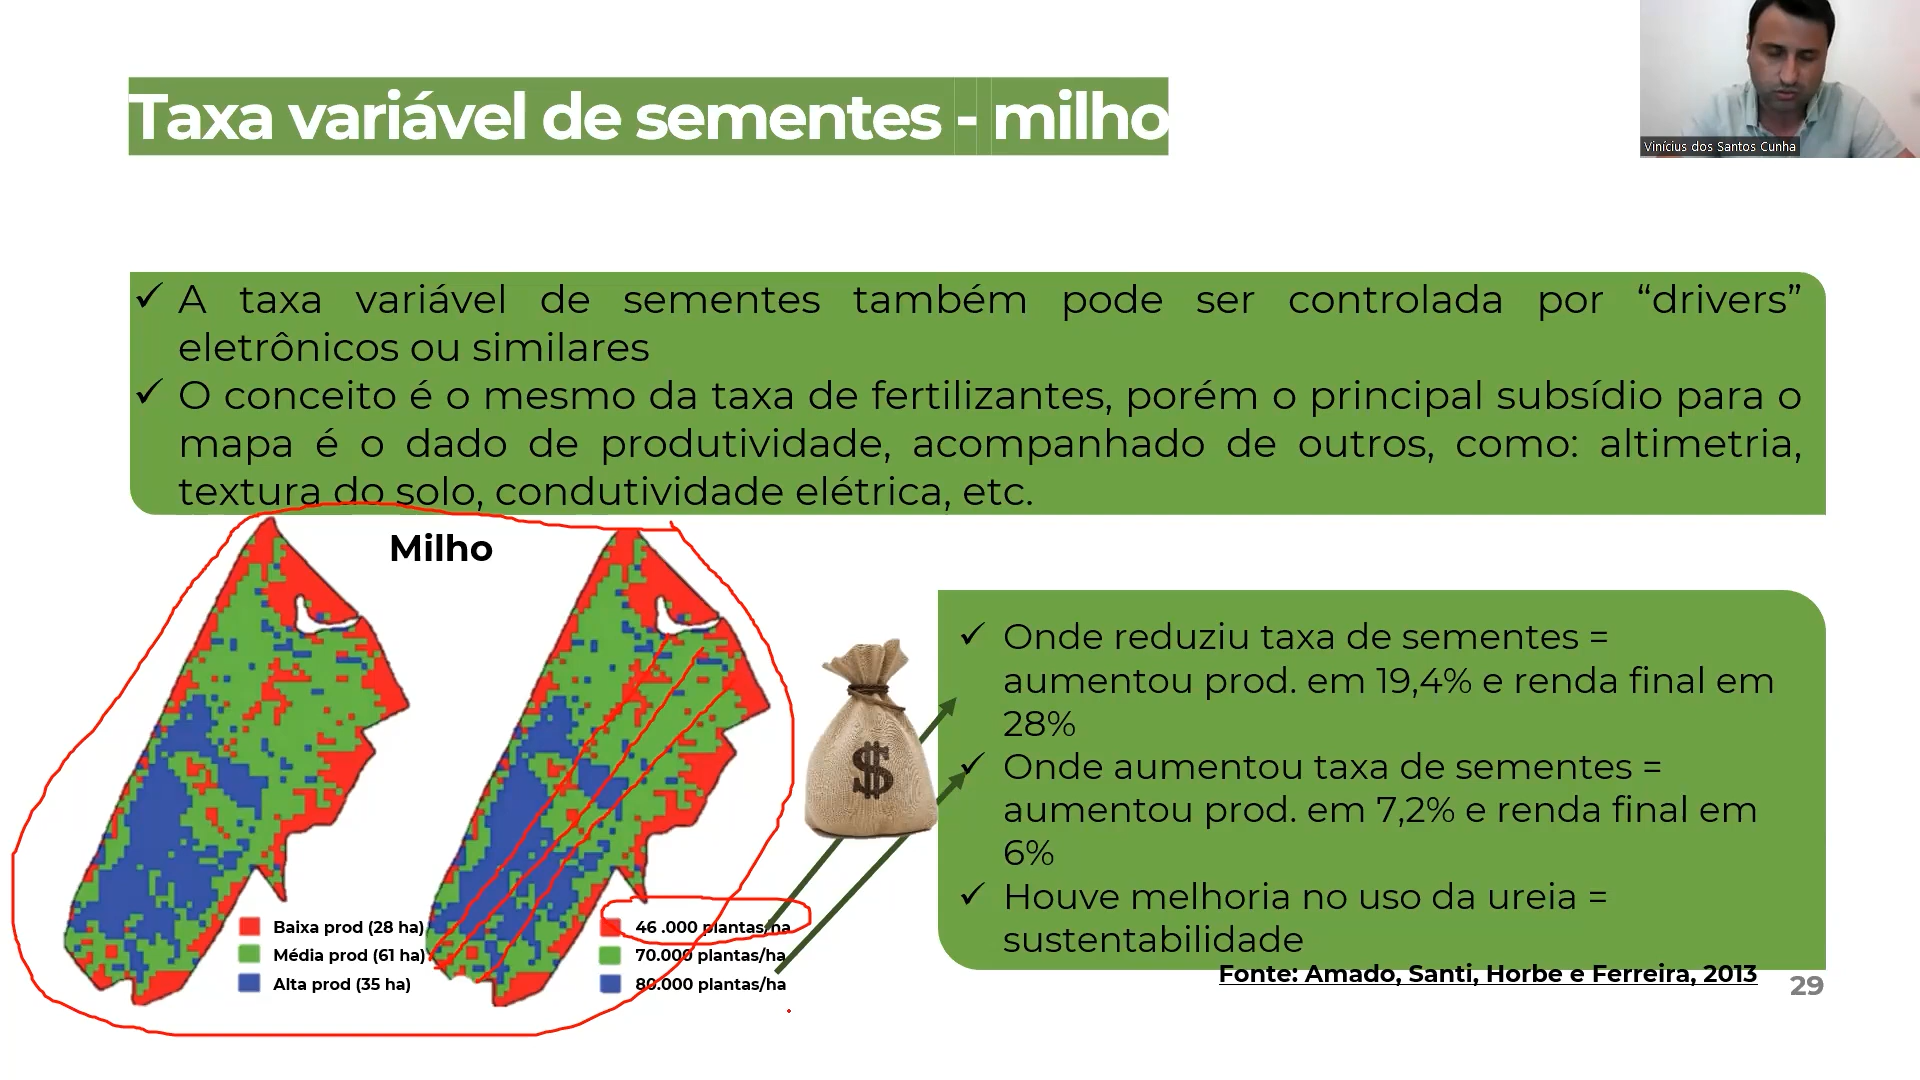 Taxa variável de sementes - milho
Vinícius dos Santos Cunha
✓ A taxa variável de sementes também pode ser controlada por “drivers”
eletrônicos ou similares
✓ O conceito é o mesmo da taxa de fertilizantes, porém o principal subsídio para o
mapa é o dado de produtividade, acompanhado de outros, como: altimetria,
textura do solo, condutividade elétrica, etc.
Milho
Baixa prod (28 ha)
Média prod (61 ha)
Alta prod (35 ha)
46 .000 plantas/ha
70.000 plantas/ha
80.000 plantas/ha
$
✓ Onde reduziu taxa de sementes =
aumentou prod. em 19,4% e renda final em
28%
✓ Onde aumentou taxa de sementes =
aumentou prod. em 7,2% e renda final em
6%
✓ Houve melhoria no uso da ureia =
sustentabilidade
Fonte: Amado, Santi, Horbe e Ferreira, 2013
29